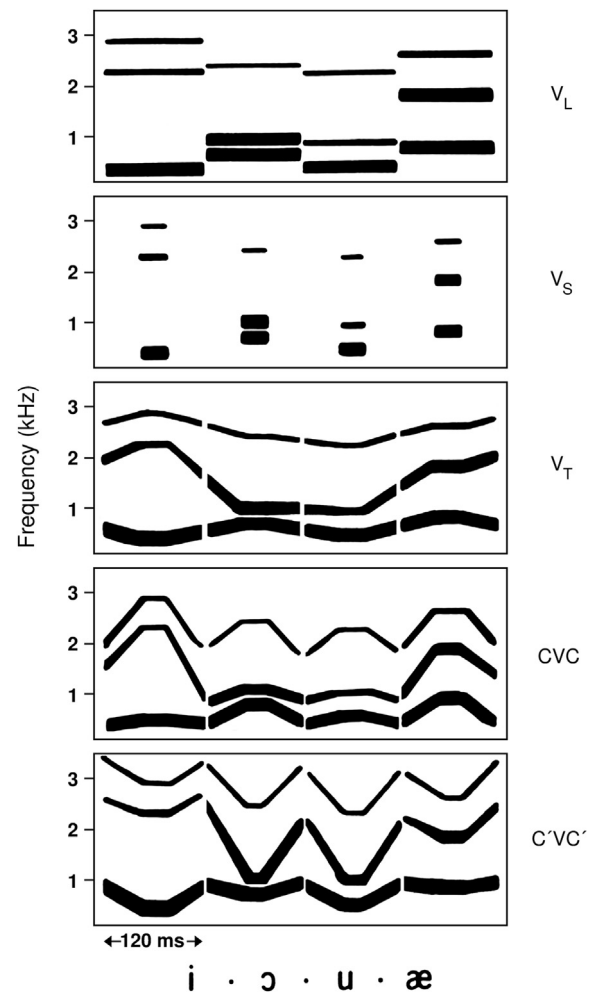 3
2
1
V_L
3
2
1
V_S
Frequency (kHz)
3
2
1
V_T
3
2
1
CVC
3
2
1
C´VC´
←120 ms→
i · ɔ · u · æ